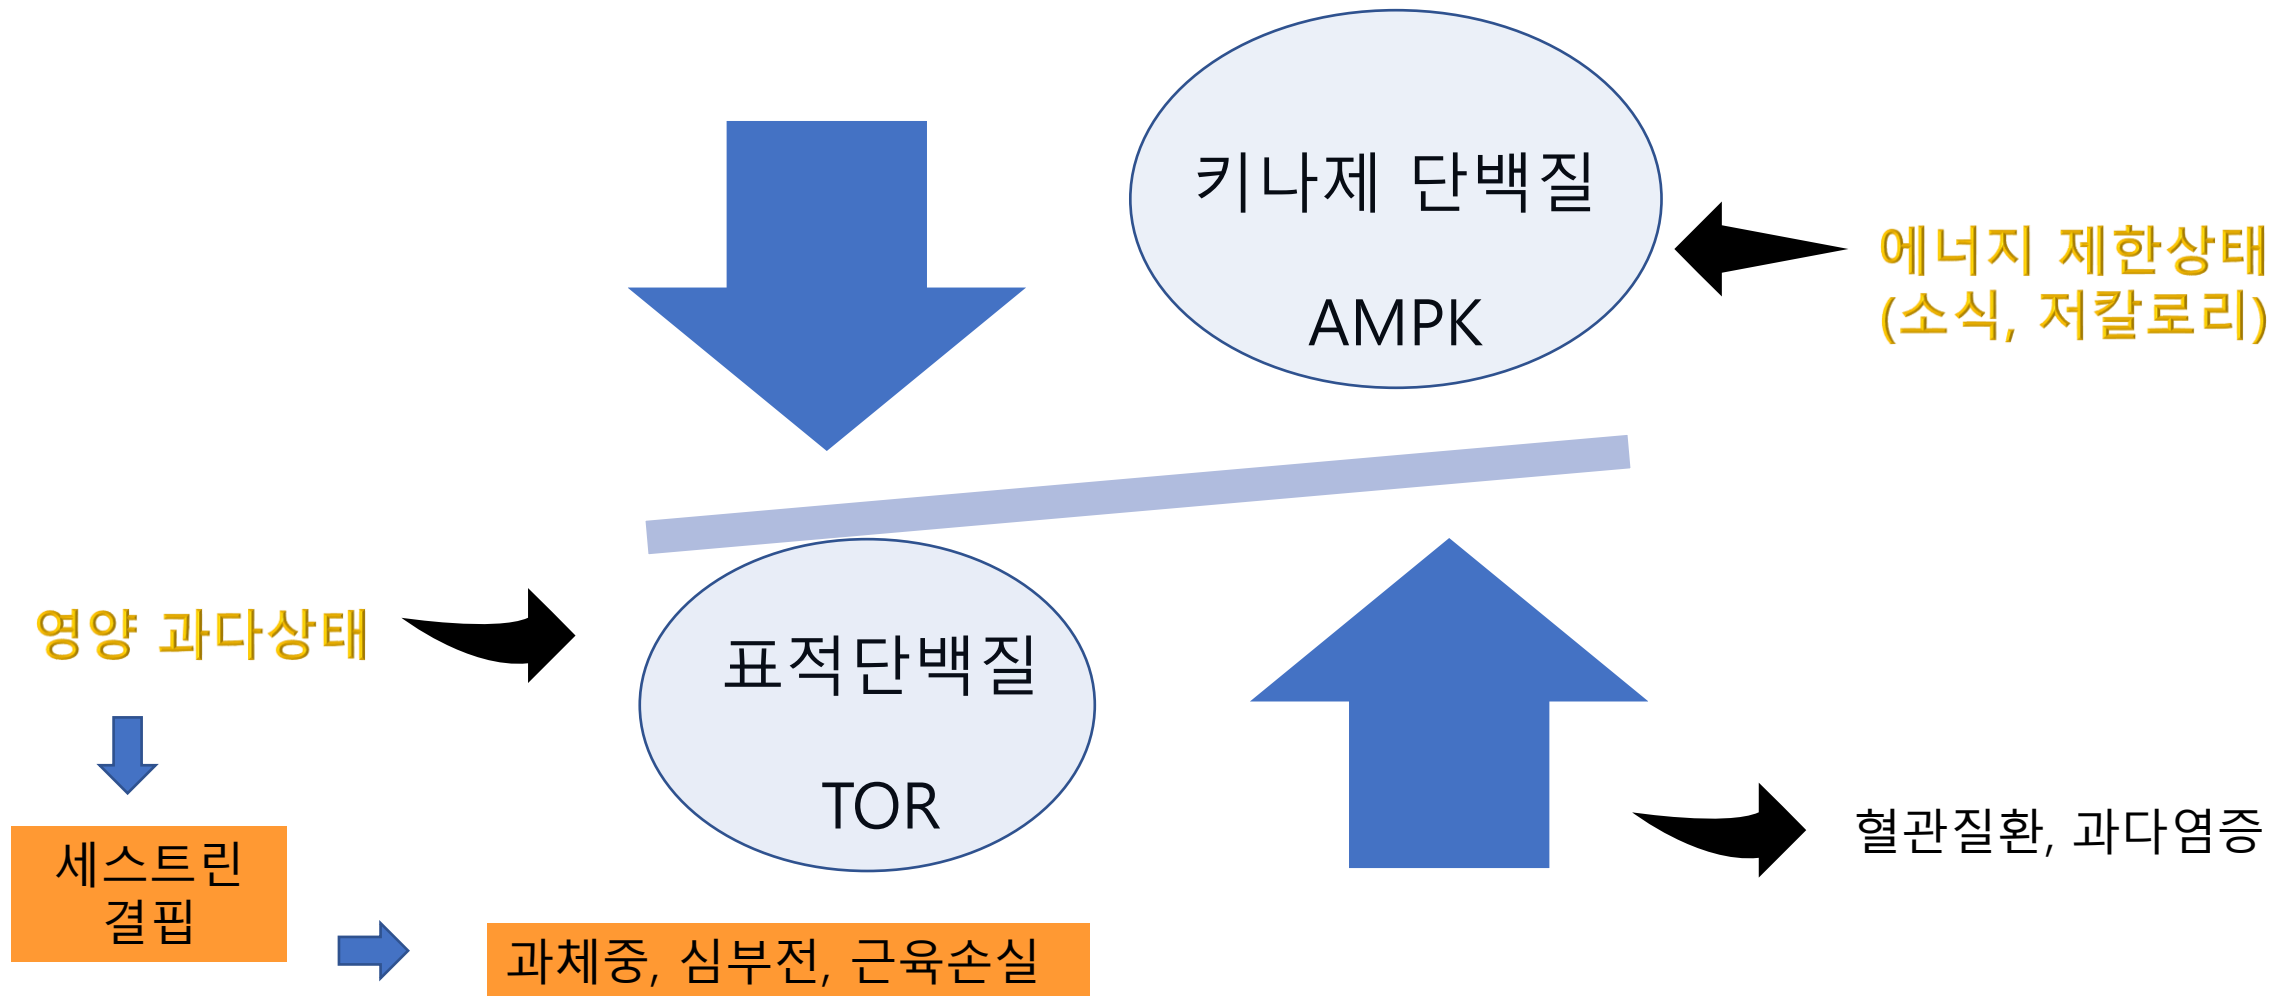 키나제 단백질
AMPK
에너지 제한상태
(소식, 저칼로리)
영양 과다상태
표적단백질
TOR
세스트린
결핍
혈관질환, 과다염증
과체중, 심부전, 근육손실